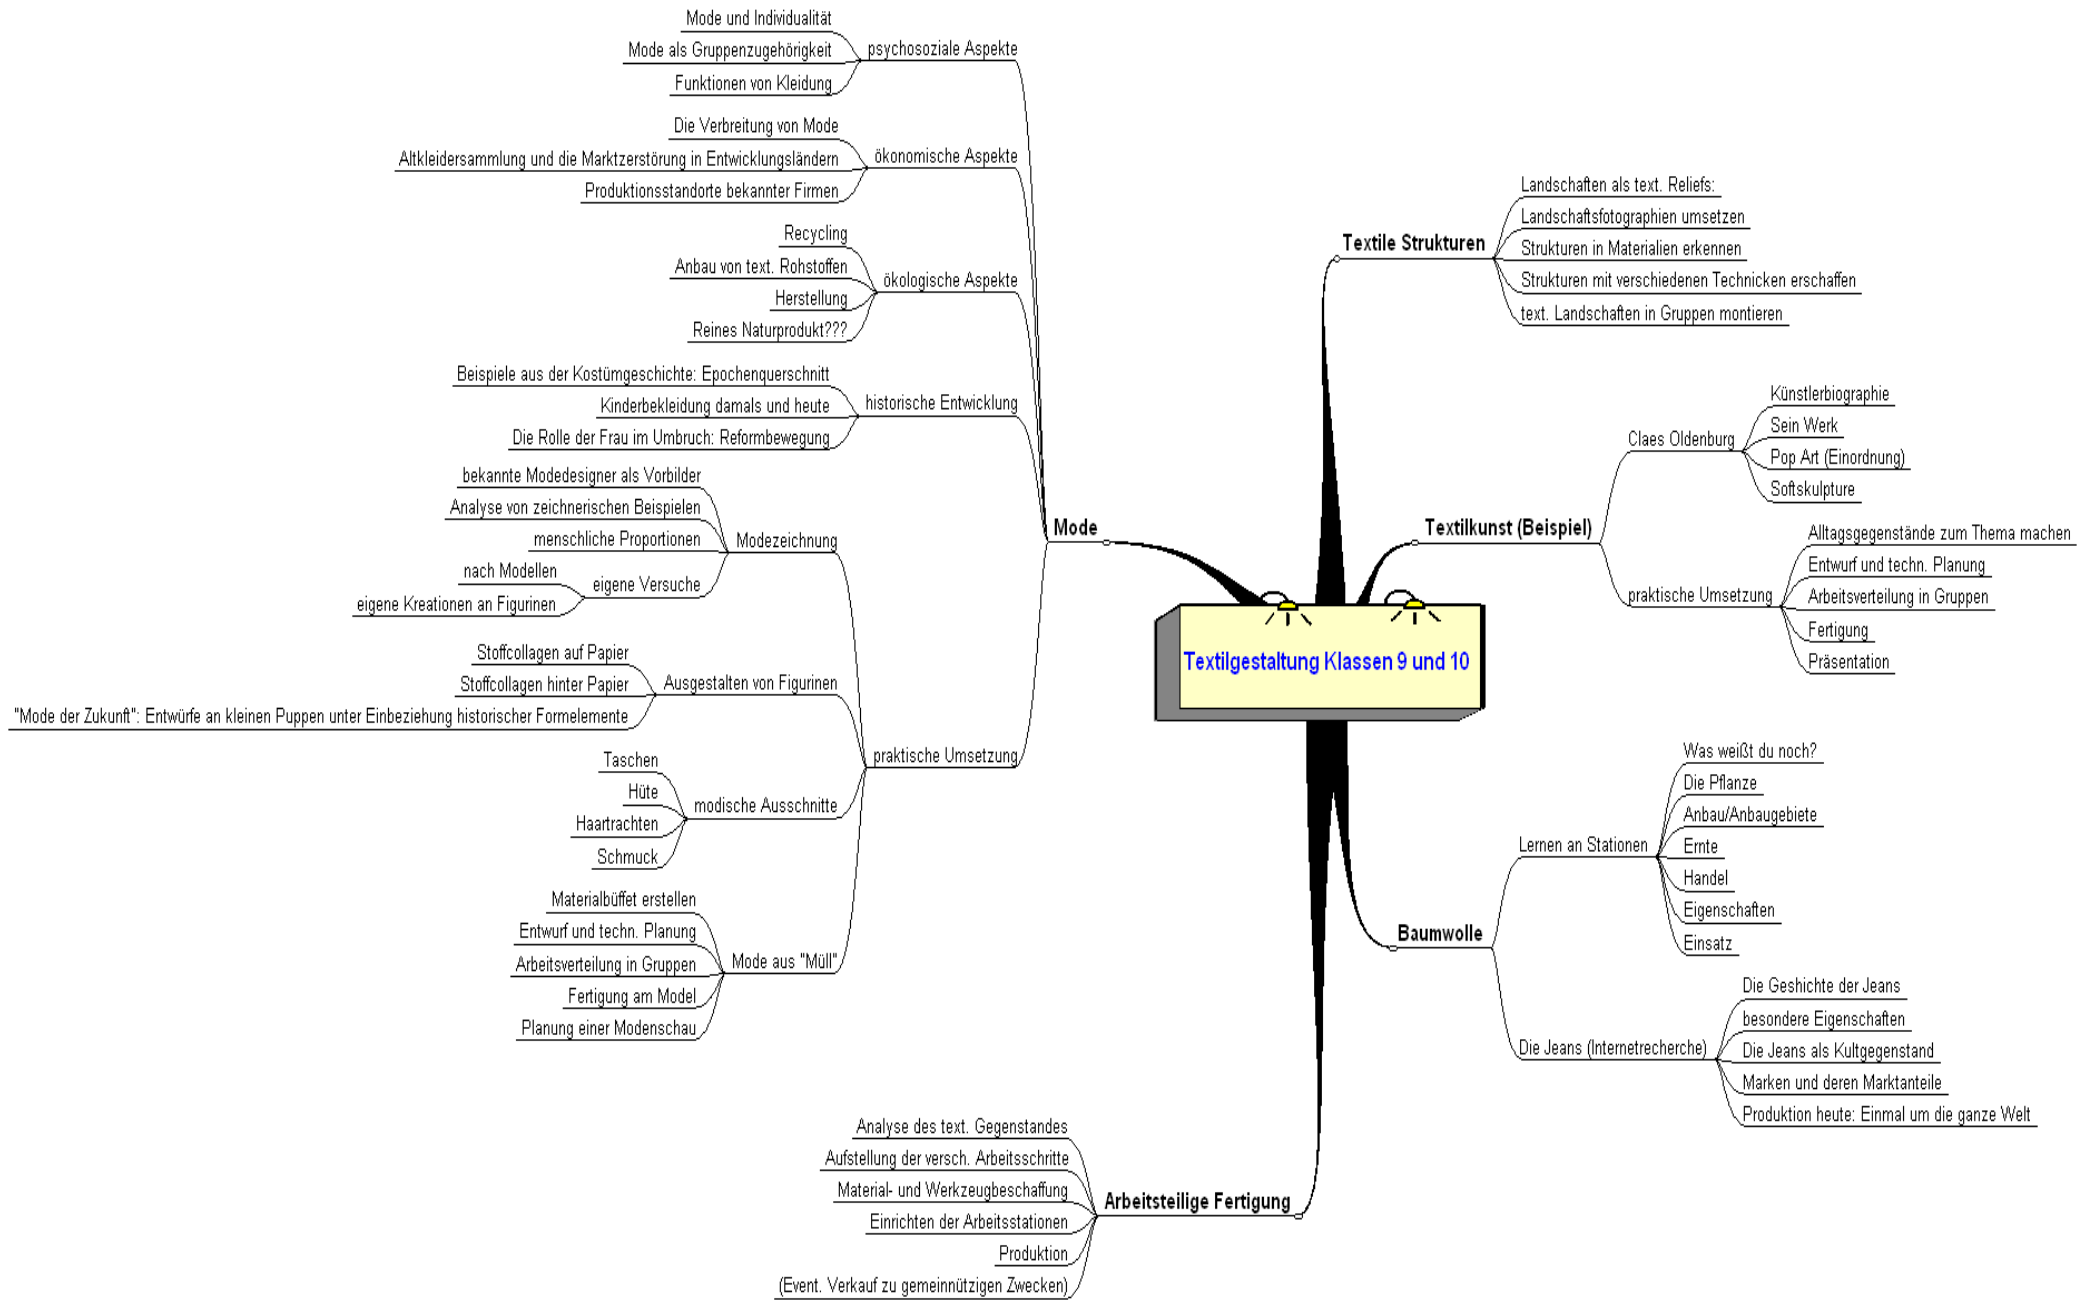 Textilgestaltung Klassen 9 und 10
Mode
psychosoziale Aspekte
Mode und Individualität
Mode als Gruppenzugehörigkeit
Funktionen von Kleidung
ökonomische Aspekte
Die Verbreitung von Mode
Altkleidersammlung und die Marktzerstörung in Entwicklungsländern
Produktionsstandorte bekannter Firmen
ökologische Aspekte
Recycling
Anbau von text. Rohstoffen
Herstellung
Reines Naturprodukt???
historische Entwicklung
Beispiele aus der Kostümgeschichte: Epochenquerschnitt
Kinderbekleidung damals und heute
Die Rolle der Frau im Umbruch: Reformbewegung
praktische Umsetzung
Modezeichnung
bekannte Modedesigner als Vorbilder
Analyse von zeichnerischen Beispielen
menschliche Proportionen
eigene Versuche
nach Modellen
eigene Kreationen an Figurinen
Ausgestalten von Figurinen
Stoffcollagen auf Papier
Stoffcollagen hinter Papier
"Mode der Zukunft": Entwürfe an kleinen Puppen unter Einbeziehung historischer Formelemente
modische Ausschnitte
Taschen
Hüte
Haartrachten
Schmuck
Mode aus "Müll"
Materialbüffet erstellen
Entwurf und techn. Planung
Arbeitsverteilung in Gruppen
Fertigung am Model
Planung einer Modenschau
Textile Strukturen
Landschaften als text. Reliefs:
Landschaftsfotographien umsetzen
Strukturen in Materialien erkennen
Strukturen mit verschiedenen Technicken erschaffen
text. Landschaften in Gruppen montieren
Textilkunst (Beispiel)
Claes Oldenburg
Künstlerbiographie
Sein Werk
Pop Art (Einordnung)
Softskulpture
praktische Umsetzung
Alltagsgegenstände zum Thema machen
Entwurf und techn. Planung
Arbeitsverteilung in Gruppen
Fertigung
Präsentation
Baumwolle
Lernen an Stationen
Was weißt du noch?
Die Pflanze
Anbau/Anbaugebiete
Ernte
Handel
Eigenschaften
Einsatz
Die Jeans (Internetrecherche)
Die Geshichte der Jeans
besondere Eigenschaften
Die Jeans als Kultgegenstand
Marken und deren Marktanteile
Produktion heute: Einmal um die ganze Welt
Arbeitsteilige Fertigung
Analyse des text. Gegenstandes
Aufstellung der versch. Arbeitsschritte
Material- und Werkzeugbeschaffung
Einrichten der Arbeitsstationen
Produktion
(Event. Verkauf zu gemeinnützigen Zwecken)